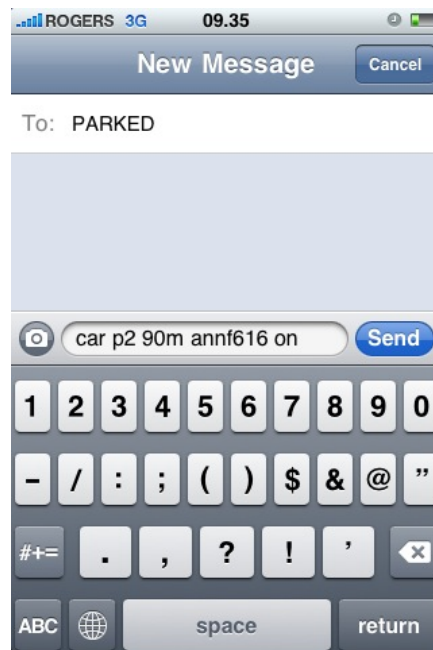 ROGERS 3G 09.35
New Message Cancel
To: PARKED
car p2 90m annf616 on Send
1 2 3 4 5 6 7 8 9 0
- / : ; ( ) $ & @ ”
#+= . , ? ! ’
ABC space return